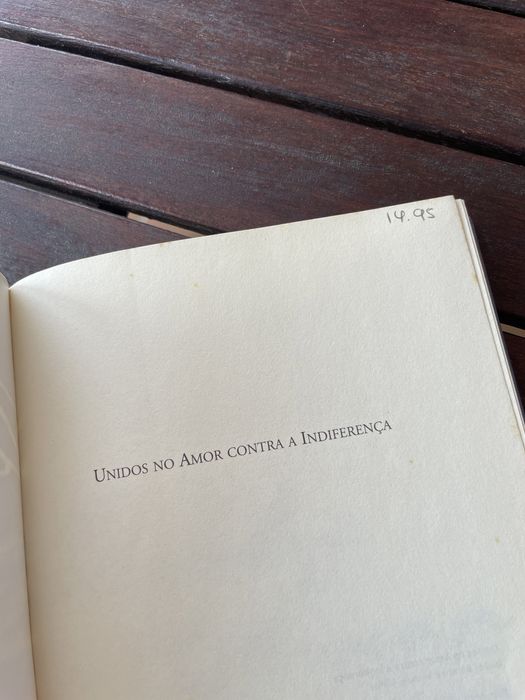 14.95
UNIDOS NO AMOR CONTRA A INDIFERENÇA